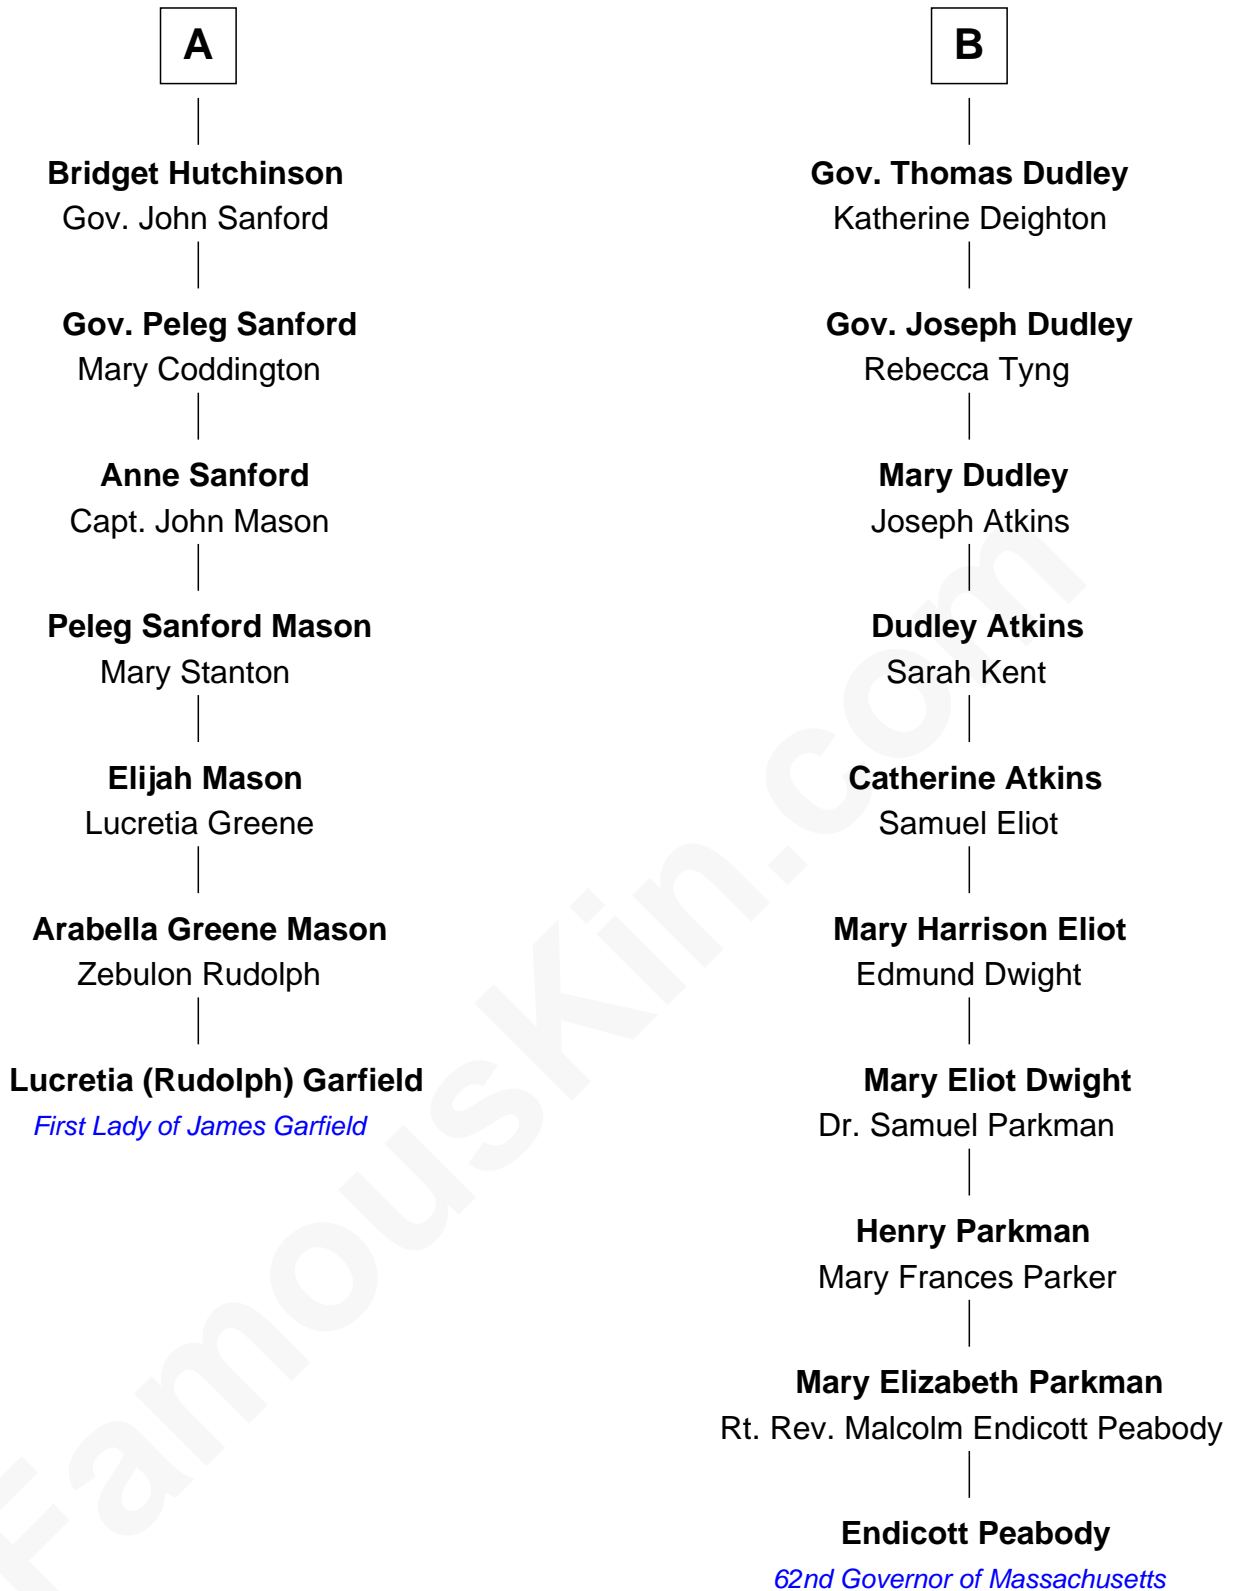 A
Bridget Hutchinson
Gov. John Sanford
Gov. Peleg Sanford
Mary Coddington
Anne Sanford
Capt. John Mason
Peleg Sanford Mason
Mary Stanton
Elijah Mason
Lucretia Greene
Arabella Greene Mason
Zebulon Rudolph
Lucretia (Rudolph) Garfield
First Lady of James Garfield
B
Gov. Thomas Dudley
Katherine Deighton
Gov. Joseph Dudley
Rebecca Tyng
Mary Dudley
Joseph Atkins
Dudley Atkins
Sarah Kent
Catherine Atkins
Samuel Eliot
Mary Harrison Eliot
Edmund Dwight
Mary Eliot Dwight
Dr. Samuel Parkman
Henry Parkman
Mary Frances Parker
Mary Elizabeth Parkman
Rt. Rev. Malcolm Endicott Peabody
Endicott Peabody
62nd Governor of Massachusetts
FamousKin.com